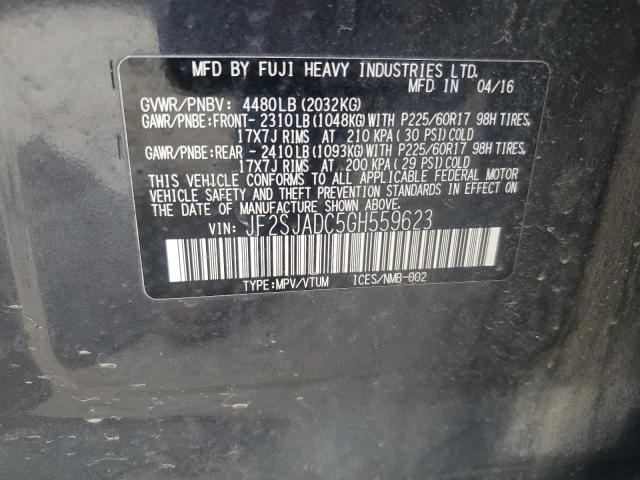 MFD BY FUJI HEAVY INDUSTRIES LTD.
MFD IN 04/16
GVWR/PNBV: 4480LB(2032KG)
GAWR/PNBE:FRONT- 2310LB(1048KG)WITH P225/60R17 98H TIRES,
17X7J RIMS AT 210 KPA(30 PSI)COLD
GAWR/PNBE:REAR - 2410LB(1093KG)WITH P225/60R17 98H TIRES,
17X7J RIMS AT 200 KPA(29 PSI)COLD
THIS VEHICLE CONFORMS TO ALL APPLICABLE FEDERAL MOTOR
VEHICLE SAFETY AND THEFT PREVENTION STANDARDS IN EFFECT ON
THE DATE OF MANUFACTURE SHOWN ABOVE.
VIN: JF2SJADC5GH559623
TYPE:MPV/VTUM ICES/NMB-002